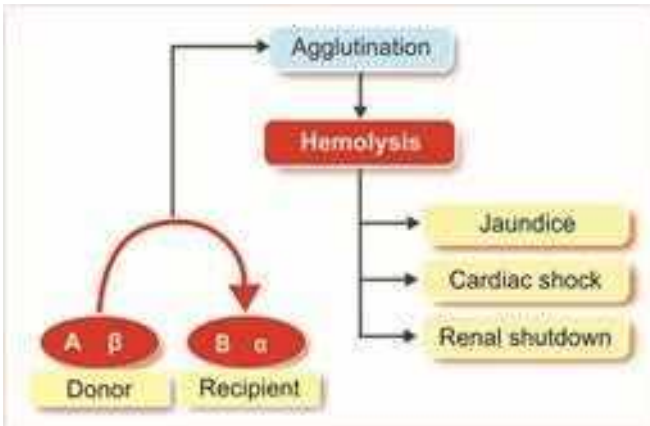 Agglutination
Hemolysis
Jaundice
Cardiac shock
Renal shutdown
A β
B α
Donor
Recipient